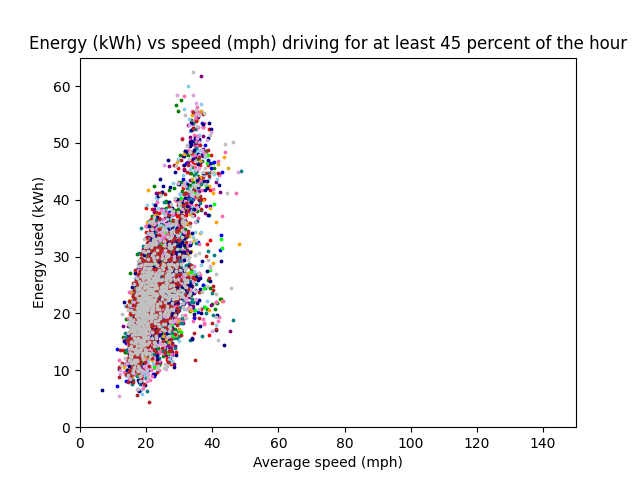 Energy (kWh) vs speed (mph) driving for at least 45 percent of the hour
60
50
40
30
20
10
0
Energy used (kWh)
0 20 40 60 80 100 120 140
Average speed (mph)